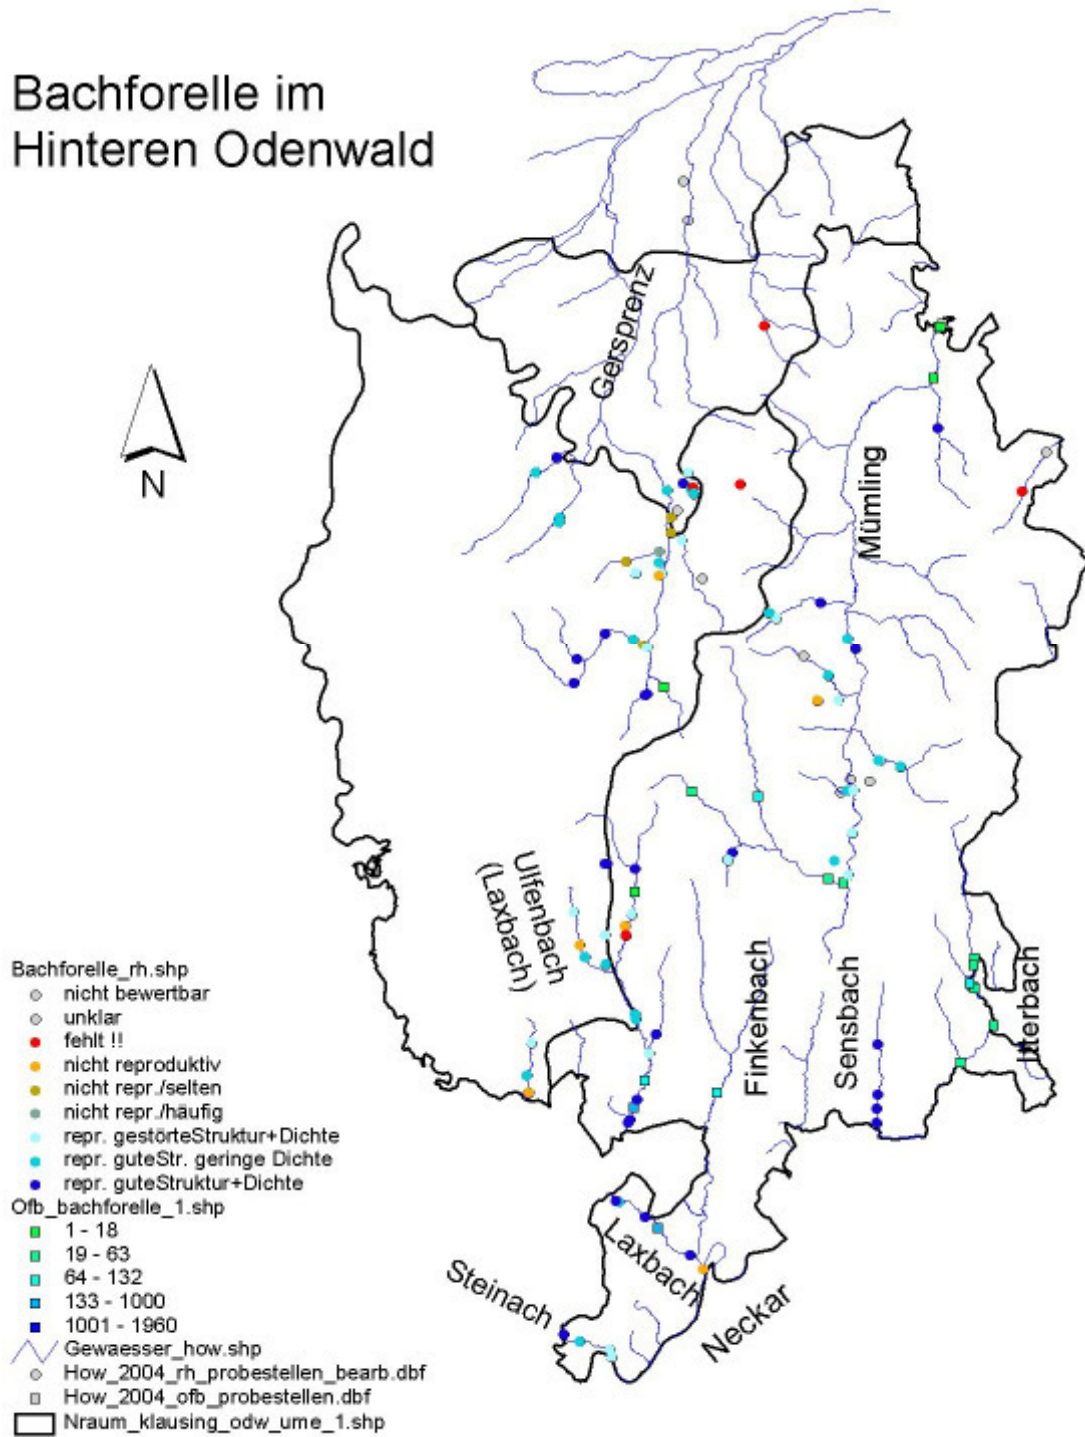 Bachforelle im
Hinteren Odenwald
N
Gersprenz
Mümling
Ulfenbach
(Laxbach)
Finkenbach
Sensbach
Itterbach
Laxbach
Steinach
Neckar
Bachforelle_rh.shp
nicht bewertbar
unklar
fehlt !!
nicht reproduktiv
nicht repr./selten
nicht repr./häufig
repr. gestörteStruktur+Dichte
repr. guteStr. geringe Dichte
repr. guteStruktur+Dichte
Ofb_bachforelle_1.shp
1 - 18
19 - 63
64 - 132
133 - 1000
1001 - 1960
Gewaesser_how.shp
How_2004_rh_probestellen_bearb.dbf
How_2004_ofb_probestellen.dbf
Nraum_klausing_odw_ume_1.shp